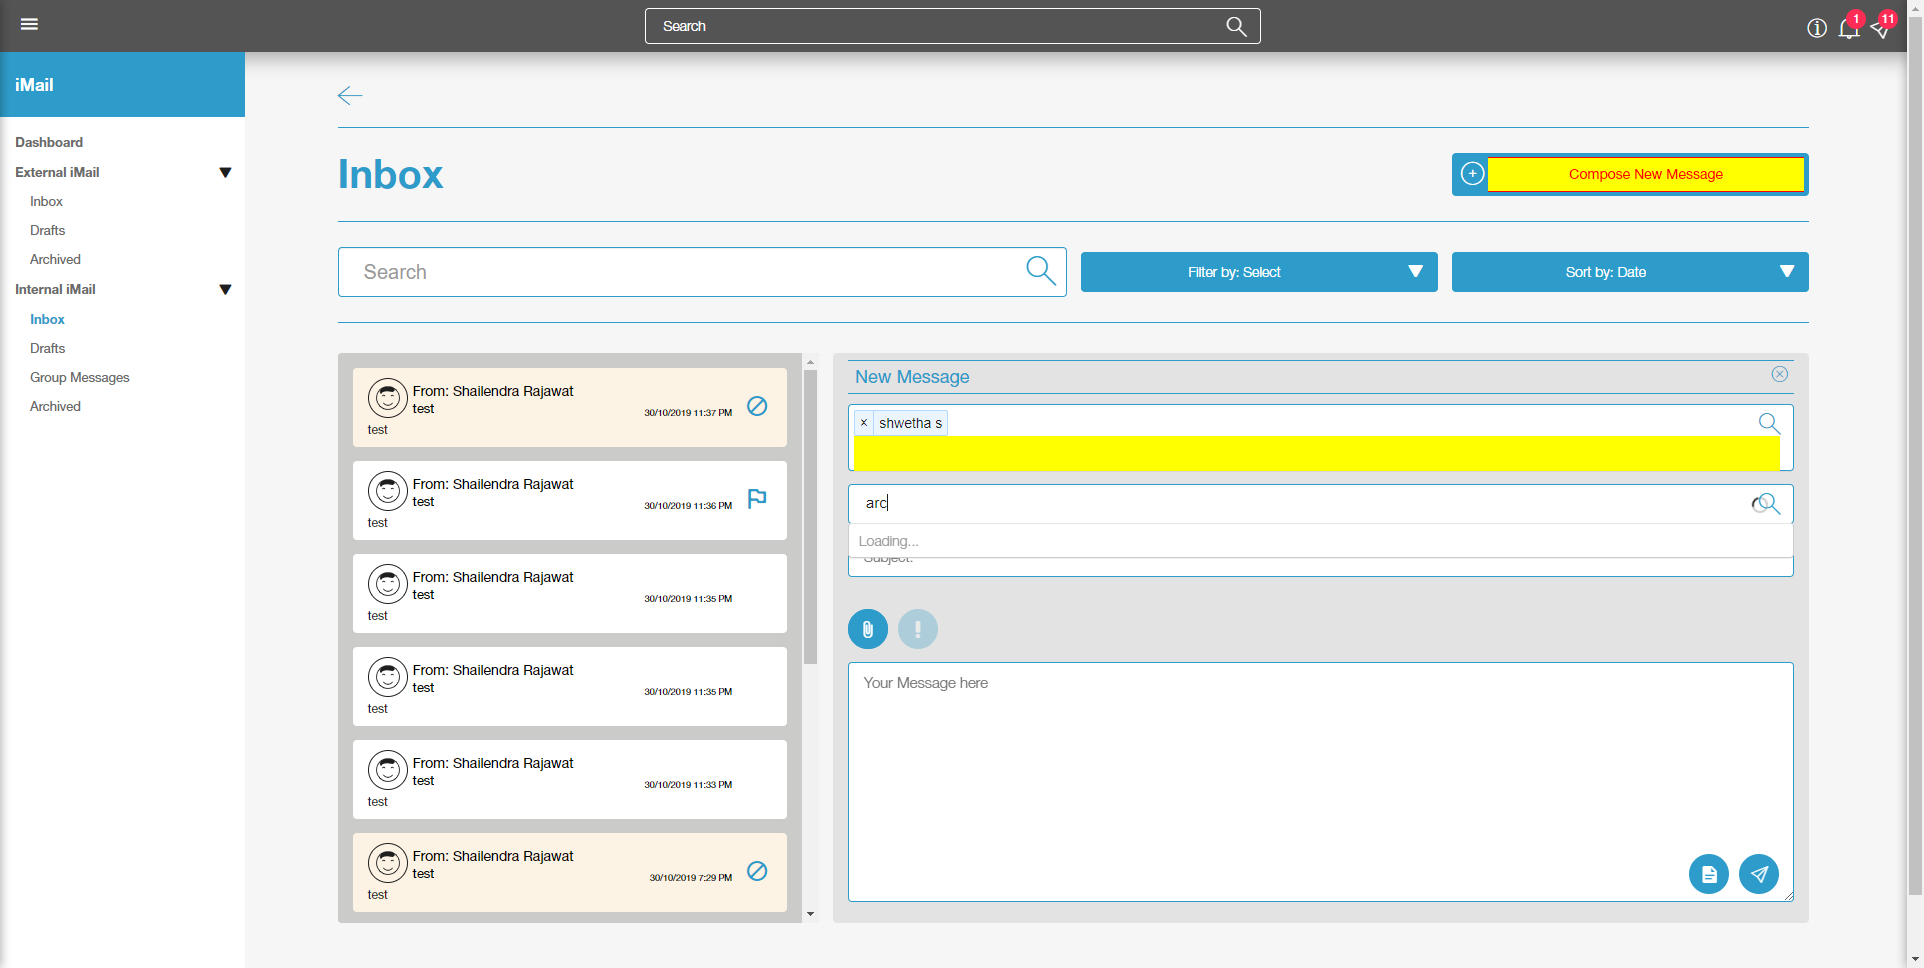 Search
1
11
iMail
Dashboard
External iMail
Inbox
Drafts
Archived
Internal iMail
Inbox
Drafts
Group Messages
Archived
Inbox
Compose New Message
Search
Filter by: Select
Sort by: Date
From: Shailendra Rajawat
test
30/10/2019 11:37 PM
test
From: Shailendra Rajawat
test
30/10/2019 11:36 PM
test
From: Shailendra Rajawat
test
30/10/2019 11:35 PM
test
From: Shailendra Rajawat
test
30/10/2019 11:35 PM
test
From: Shailendra Rajawat
test
30/10/2019 11:33 PM
test
From: Shailendra Rajawat
test
30/10/2019 7:29 PM
test
New Message
× shwetha s
arc
Loading...
Subject:
Your Message here